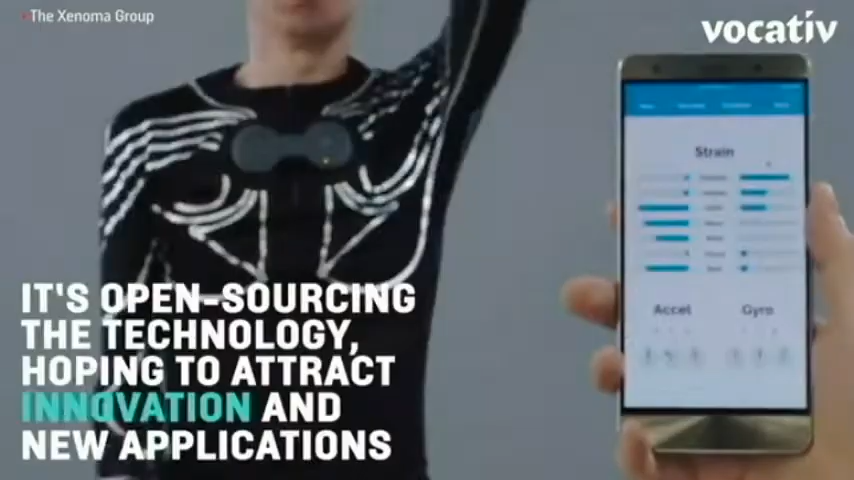 The Xenoma Group
vocativ
Strain
Accel Gyro
IT'S OPEN-SOURCING
THE TECHNOLOGY,
HOPING TO ATTRACT
INNOVATION AND
NEW APPLICATIONS